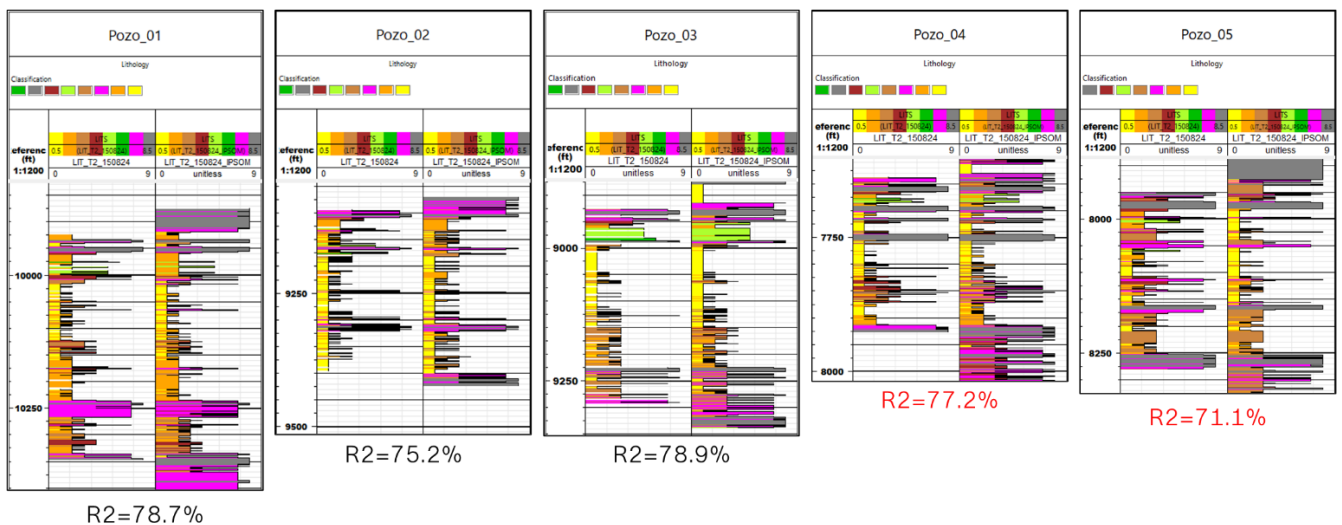 Pozo_01
Lithology
Classification
LITS
LITS
0.5 (LIT_T2_150824) 8.5
0.5 (LIT_T2_150824_IPSOM) 8.5
eferenc
(ft)
1:1200
LIT_T2_150824
LIT_T2_150824_IPSOM
0 9
0 unitless 9
10000
10250
R2=78.7%
Pozo_02
Lithology
Classification
LITS
LITS
0.5 (LIT_T2_150824) 8.5
0.5 (LIT_T2_150824_IPSOM) 8.5
eferenc
(ft)
1:1200
LIT_T2_150824
LIT_T2_150824_IPSOM
0 9
0 unitless 9
9250
9500
R2=75.2%
Pozo_03
Lithology
Classification
LITS
LITS
0.5 (LIT_T2_150824) 8.5
0.5 (LIT_T2_150824_IPSOM) 8.5
eferenc
(ft)
1:1200
LIT_T2_150824
LIT_T2_150824_IPSOM
0 9
0 unitless 9
9000
9250
R2=78.9%
Pozo_04
Lithology
Classification
LITS
LITS
0.5 (LIT_T2_150824) 8.5
0.5 (LIT_T2_150824_IPSOM) 8.5
eferenc
(ft)
1:1200
LIT_T2_150824
LIT_T2_150824_IPSOM
0 9
0 unitless 9
7750
8000
R2=77.2%
Pozo_05
Lithology
Classification
LITS
LITS
0.5 (LIT_T2_150824) 8.5
0.5 (LIT_T2_150824_IPSOM) 8.5
eferenc
(ft)
1:1200
LIT_T2_150824
LIT_T2_150824_IPSOM
0 9
0 unitless 9
8000
8250
R2=71.1%